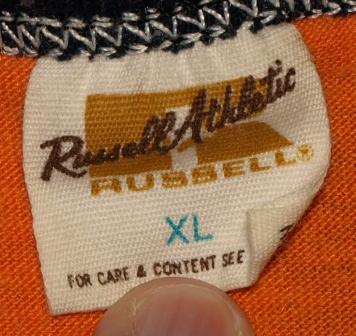 Russell Athletic
RUSSELL®
XL
FOR CARE & CONTENT SEE